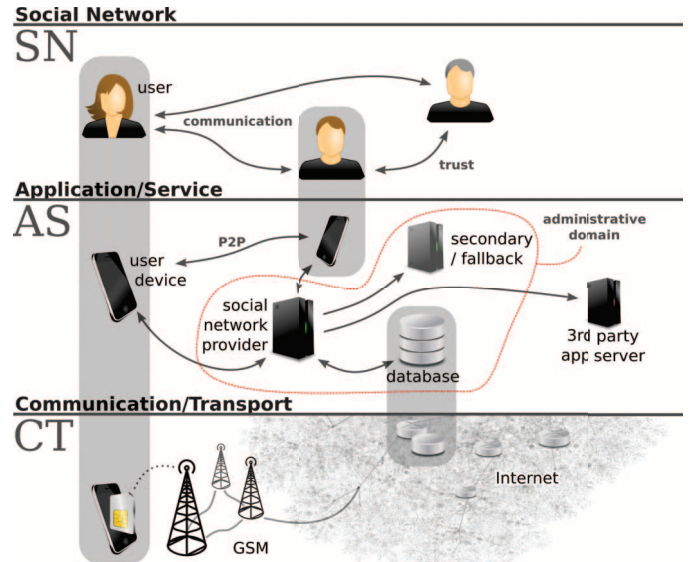 Social Network
SN
user
communication
trust
Application/Service
AS
P2P
user
device
secondary
/ fallback
administrative
domain
social
network
provider
3rd party
app server
database
Communication/Transport
CT
Internet
GSM